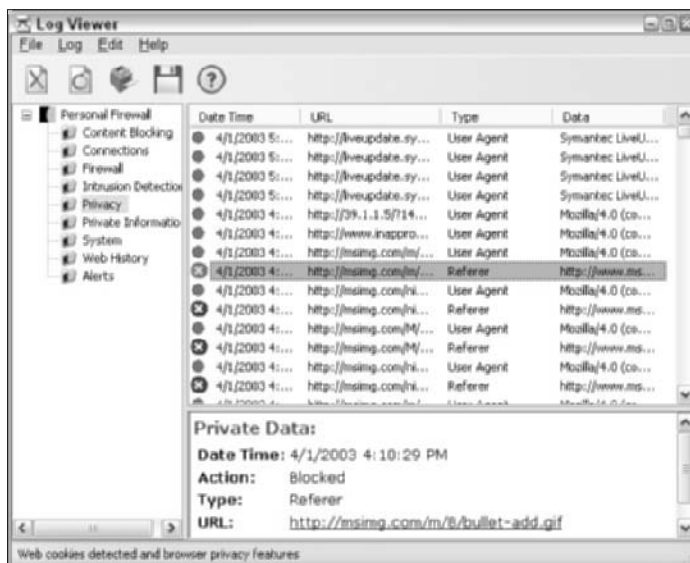 Log Viewer
File Log Edit Help
Personal Firewall
Content Blocking
Connections
Firewall
Intrusion Detection
Privacy
Private Informatio
System
Web History
Alerts
Date Time URL Type Data
4/1/2003 5:... http://liveupdate.sy... User Agent Symantec LiveU...
4/1/2003 5:... http://liveupdate.sy... User Agent Symantec LiveU...
4/1/2003 5:... http://liveupdate.sy... User Agent Symantec LiveU...
4/1/2003 5:... http://liveupdate.sy... User Agent Symantec LiveU...
4/1/2003 4:... http://39.1.1.5/?14... User Agent Mozilla/4.0 (co...
4/1/2003 4:... http://www.inappro... User Agent Mozilla/4.0 (co...
4/1/2003 4:... http://msimg.com/m/... User Agent Mozilla/4.0 (co...
4/1/2003 4:... http://msimg.com/m/... Referer http://www.ms...
4/1/2003 4:... http://msimg.com/ni... User Agent Mozilla/4.0 (co...
4/1/2003 4:... http://msimg.com/ni... Referer http://www.ms...
4/1/2003 4:... http://msimg.com/M/... User Agent Mozilla/4.0 (co...
4/1/2003 4:... http://msimg.com/M/... Referer http://www.ms...
4/1/2003 4:... http://msimg.com/ni... User Agent Mozilla/4.0 (co...
4/1/2003 4:... http://msimg.com/ni... Referer http://www.ms...
Private Data:
Date Time: 4/1/2003 4:10:29 PM
Action: Blocked
Type: Referer
URL: http://msimg.com/m/8/bullet-add.gif
Web cookies detected and browser privacy features